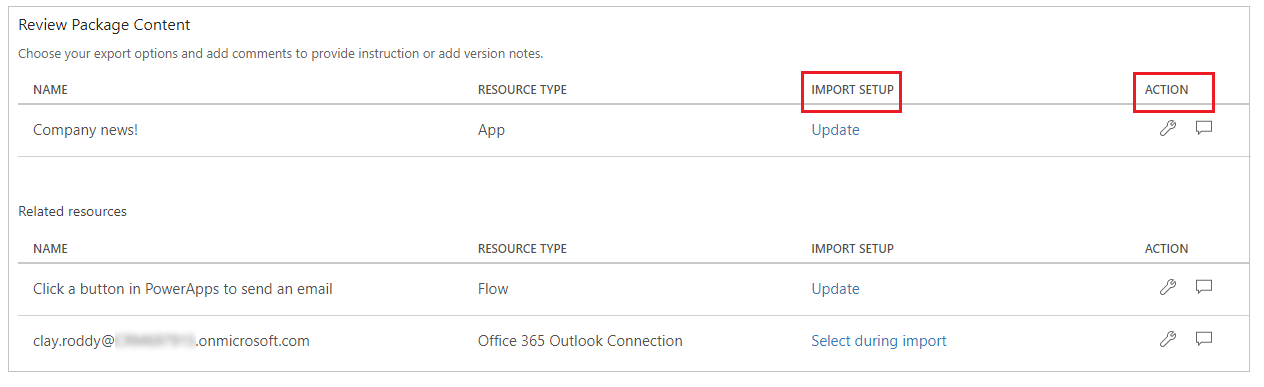 Review Package Content
Choose your export options and add comments to provide instruction or add version notes.
NAME RESOURCE TYPE IMPORT SETUP ACTION
Company news! App Update
Related resources
NAME RESOURCE TYPE IMPORT SETUP ACTION
Click a button in PowerApps to send an email Flow Update
clay.roddy@ .onmicrosoft.com Office 365 Outlook Connection Select during import